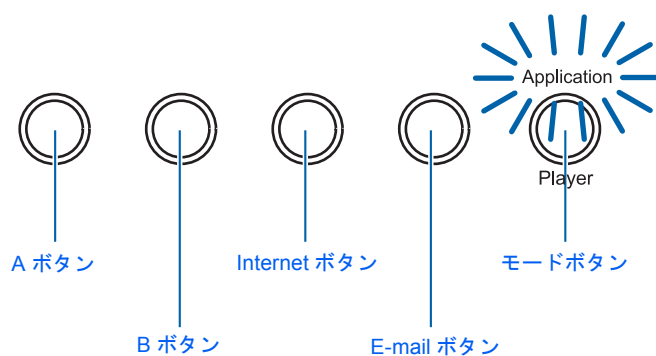 Application
Player
A ボタン
Internet ボタン
モードボタン
B ボタン
E-mail ボタン